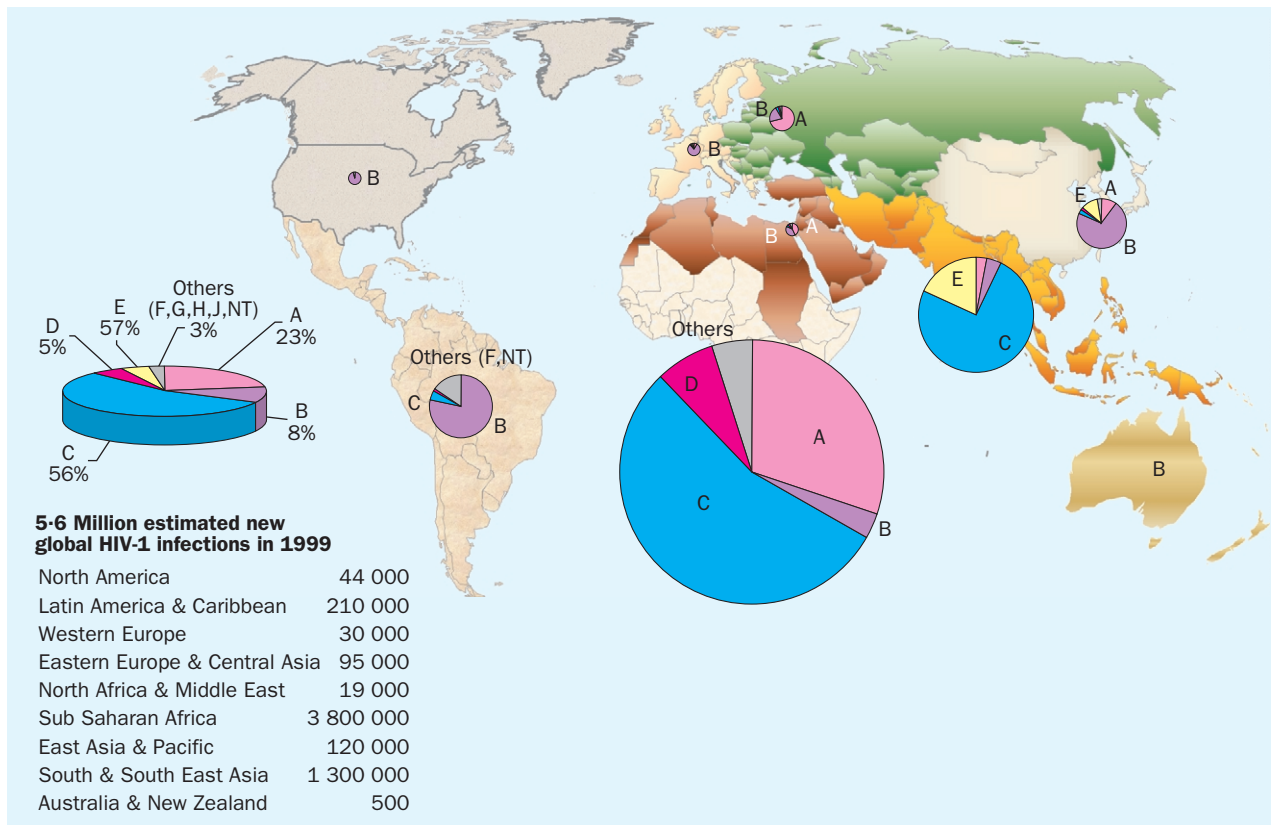 B
B
A
B
B
A
E
A
B
E
C
Others
(F,G,H,J,NT)
3%
E
57%
D
5%
A
23%
B
8%
C
56%
Others (F,NT)
C
B
Others
D
A
C
B
B
5·6 Million estimated new
global HIV-1 infections in 1999
North America 44 000
Latin America & Caribbean 210 000
Western Europe 30 000
Eastern Europe & Central Asia 95 000
North Africa & Middle East 19 000
Sub Saharan Africa 3 800 000
East Asia & Pacific 120 000
South & South East Asia 1 300 000
Australia & New Zealand 500